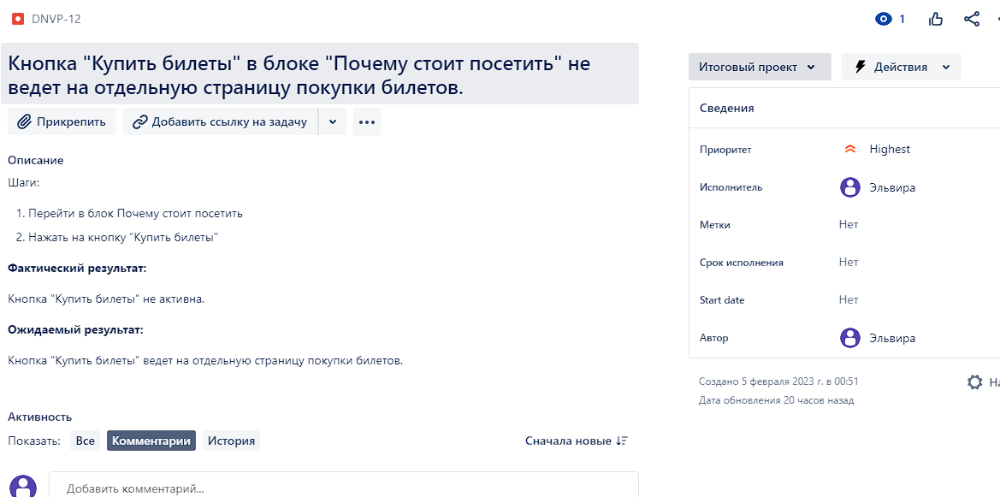 DNVP-12
1
Кнопка "Купить билеты" в блоке "Почему стоит посетить" не
ведет на отдельную страницу покупки билетов.
Прикрепить
Добавить ссылку на задачу
Описание
Шаги:
1. Перейти в блок Почему стоит посетить
2. Нажать на кнопку “Купить билеты”
Фактический результат:
Кнопка "Купить билеты" не активна.
Ожидаемый результат:
Кнопка "Купить билеты" ведет на отдельную страницу покупки билетов.
Активность
Показать: Все Комментарии История
Сначала новые
Добавить комментарий...
Итоговый проект
Действия
Сведения
Приоритет Highest
Исполнитель Эльвира
Метки Нет
Срок исполнения Нет
Start date Нет
Автор Эльвира
Создано 5 февраля 2023 г. в 00:51
Дата обновления 20 часов назад